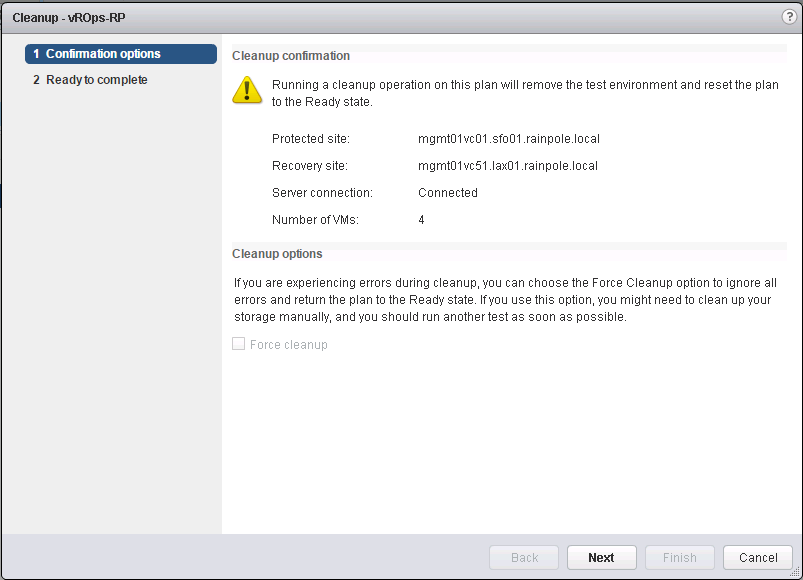 Cleanup - vROps-RP
?
1 Confirmation options
2 Ready to complete
Cleanup confirmation
Running a cleanup operation on this plan will remove the test environment and reset the plan
to the Ready state.
Protected site: mgmt01vc01.sfo01.rainpole.local
Recovery site: mgmt01vc51.lax01.rainpole.local
Server connection: Connected
Number of VMs: 4
Cleanup options
If you are experiencing errors during cleanup, you can choose the Force Cleanup option to ignore all
errors and return the plan to the Ready state. If you use this option, you might need to clean up your
storage manually, and you should run another test as soon as possible.
Force cleanup
Back Next Finish Cancel